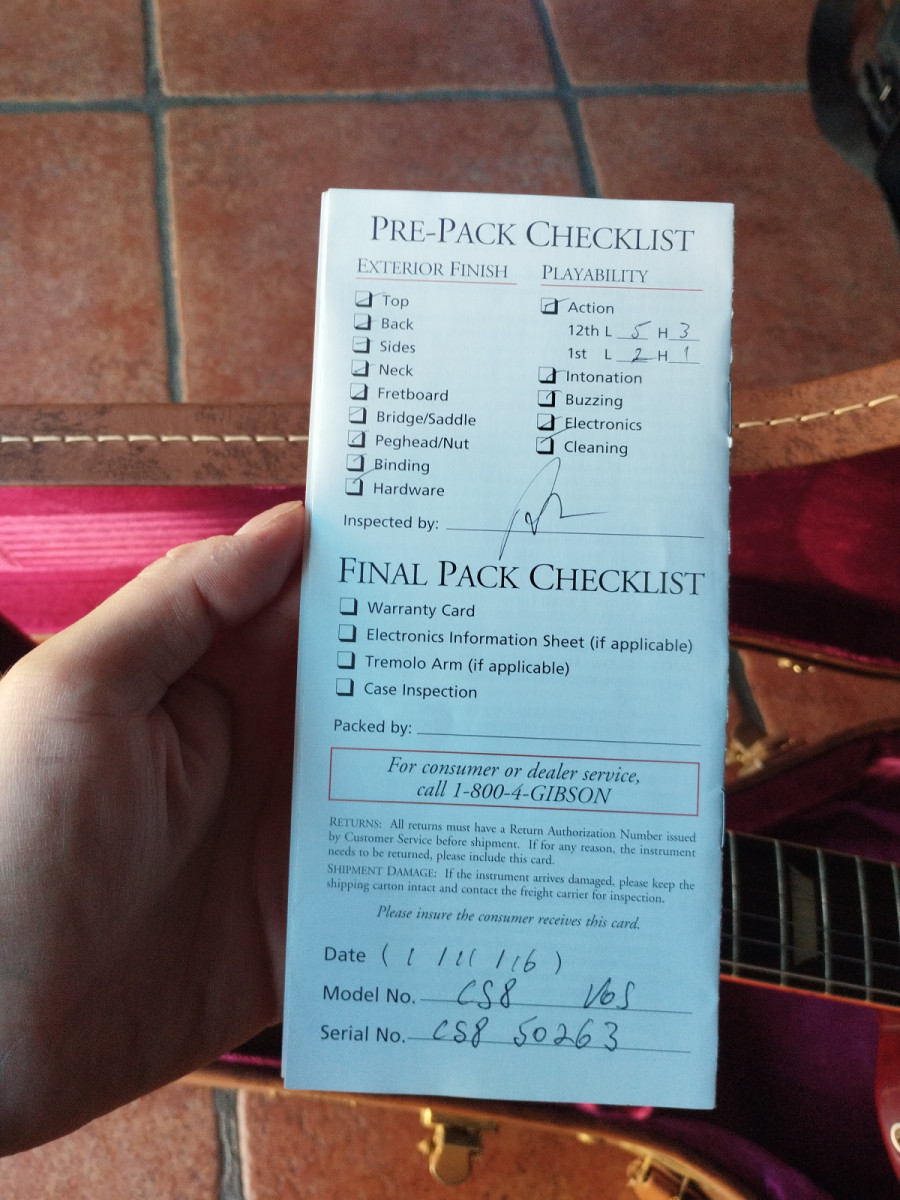 PRE-PACK CHECKLIST
EXTERIOR FINISH
Top
Back
Sides
Neck
Fretboard
Bridge/Saddle
Peghead/Nut
Binding
Hardware
PLAYABILITY
Action
12th L 5 H 3
1st L 2 H 1
Intonation
Buzzing
Electronics
Cleaning
Inspected by:
FINAL PACK CHECKLIST
Warranty Card
Electronics Information Sheet (if applicable)
Tremolo Arm (if applicable)
Case Inspection
Packed by:
For consumer or dealer service,
call 1-800-4-GIBSON
RETURNS: All returns must have a Return Authorization Number issued
by Customer Service before shipment. If for any reason, the instrument
needs to be returned, please include this card.
SHIPMENT DAMAGE: If the instrument arrives damaged, please keep the
shipping carton intact and contact the freight carrier for inspection.
Please insure the consumer receives this card.
Date ( 1 / 11 / 16 )
Model No. CS8 VOS
Serial No. CS8 50263